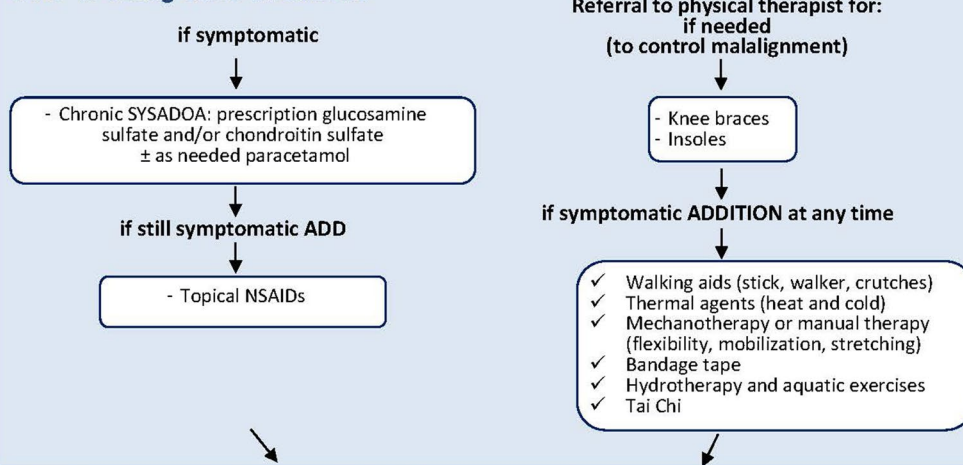 if symptomatic
- Chronic SYSADOA: prescription glucosamine
sulfate and/or chondroitin sulfate
± as needed paracetamol
if still symptomatic ADD
- Topical NSAIDs
Referral to physical therapist for:
if needed
(to control malalignment)
- Knee braces
- Insoles
if symptomatic ADDITION at any time
✓ Walking aids (stick, walker, crutches)
✓ Thermal agents (heat and cold)
✓ Mechanotherapy or manual therapy
(flexibility, mobilization, stretching)
✓ Bandage tape
✓ Hydrotherapy and aquatic exercises
✓ Tai Chi